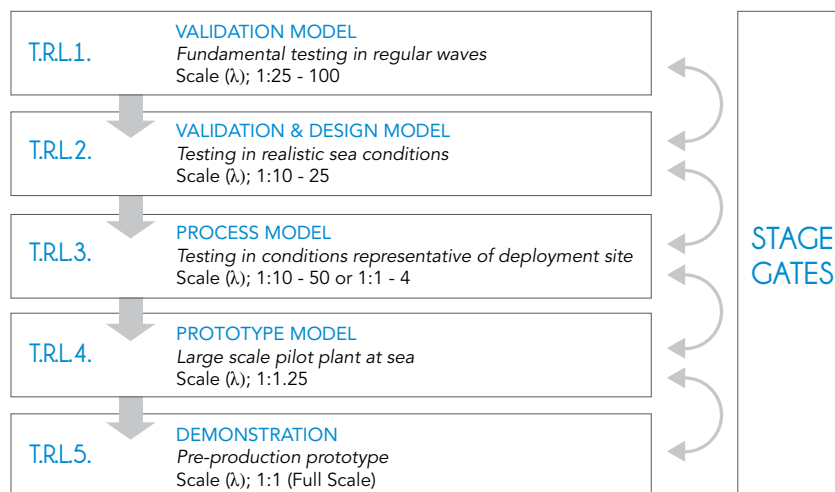 T.R.L.1.
VALIDATION MODEL
Fundamental testing in regular waves
Scale (λ); 1:25 - 100
T.R.L.2.
VALIDATION & DESIGN MODEL
Testing in realistic sea conditions
Scale (λ); 1:10 - 25
T.R.L.3.
PROCESS MODEL
Testing in conditions representative of deployment site
Scale (λ); 1:10 - 50 or 1:1 - 4
T.R.L.4.
PROTOTYPE MODEL
Large scale pilot plant at sea
Scale (λ); 1:1.25
T.R.L.5.
DEMONSTRATION
Pre-production prototype
Scale (λ); 1:1 (Full Scale)
STAGE
GATES